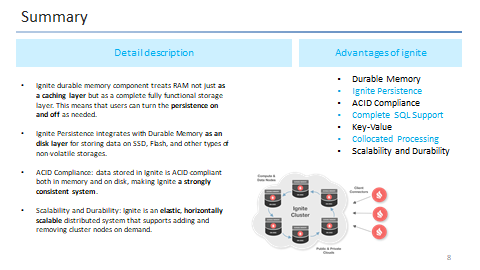 Summary
Detail description
Advantages of ignite
• Ignite durable memory component treats RAM not just as
a caching layer but as a complete fully functional storage
layer. This means that users can turn the persistence on
and off as needed.
• Ignite Persistence integrates with Durable Memory as an
disk layer for storing data on SSD, Flash, and other types of
non-volatile storages.
• ACID Compliance: data stored in Ignite is ACID compliant
both in memory and on disk, making Ignite a strongly
consistent system.
• Scalability and Durability: Ignite is an elastic, horizontally
scalable distributed system that supports adding and
removing cluster nodes on demand.
• Durable Memory
• Ignite Persistence
• ACID Compliance
• Complete SQL Support
• Key-Value
• Collocated Processing
• Scalability and Durability
Compute &
Data Nodes
Ignite
Cluster
Client
Connectors
Public & Private
Clouds
8